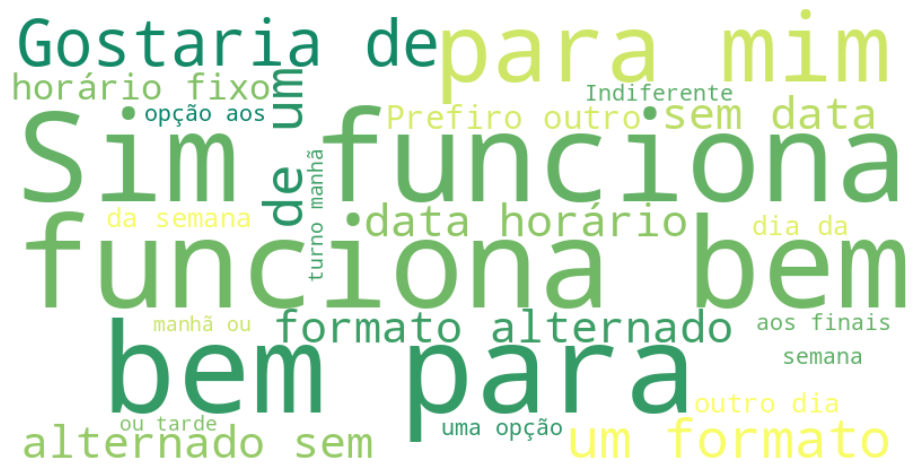 Gostaria de
para mim
horário fixo
de um
Indiferente
opção aos
Prefiro outro
sem data
Sim funciona
turno manhã
da semana
data horário
dia da
funciona bem
manhã ou
formato alternado
aos finais
bem para
semana
outro dia
ou tarde
uma opção
alternado sem
um formato